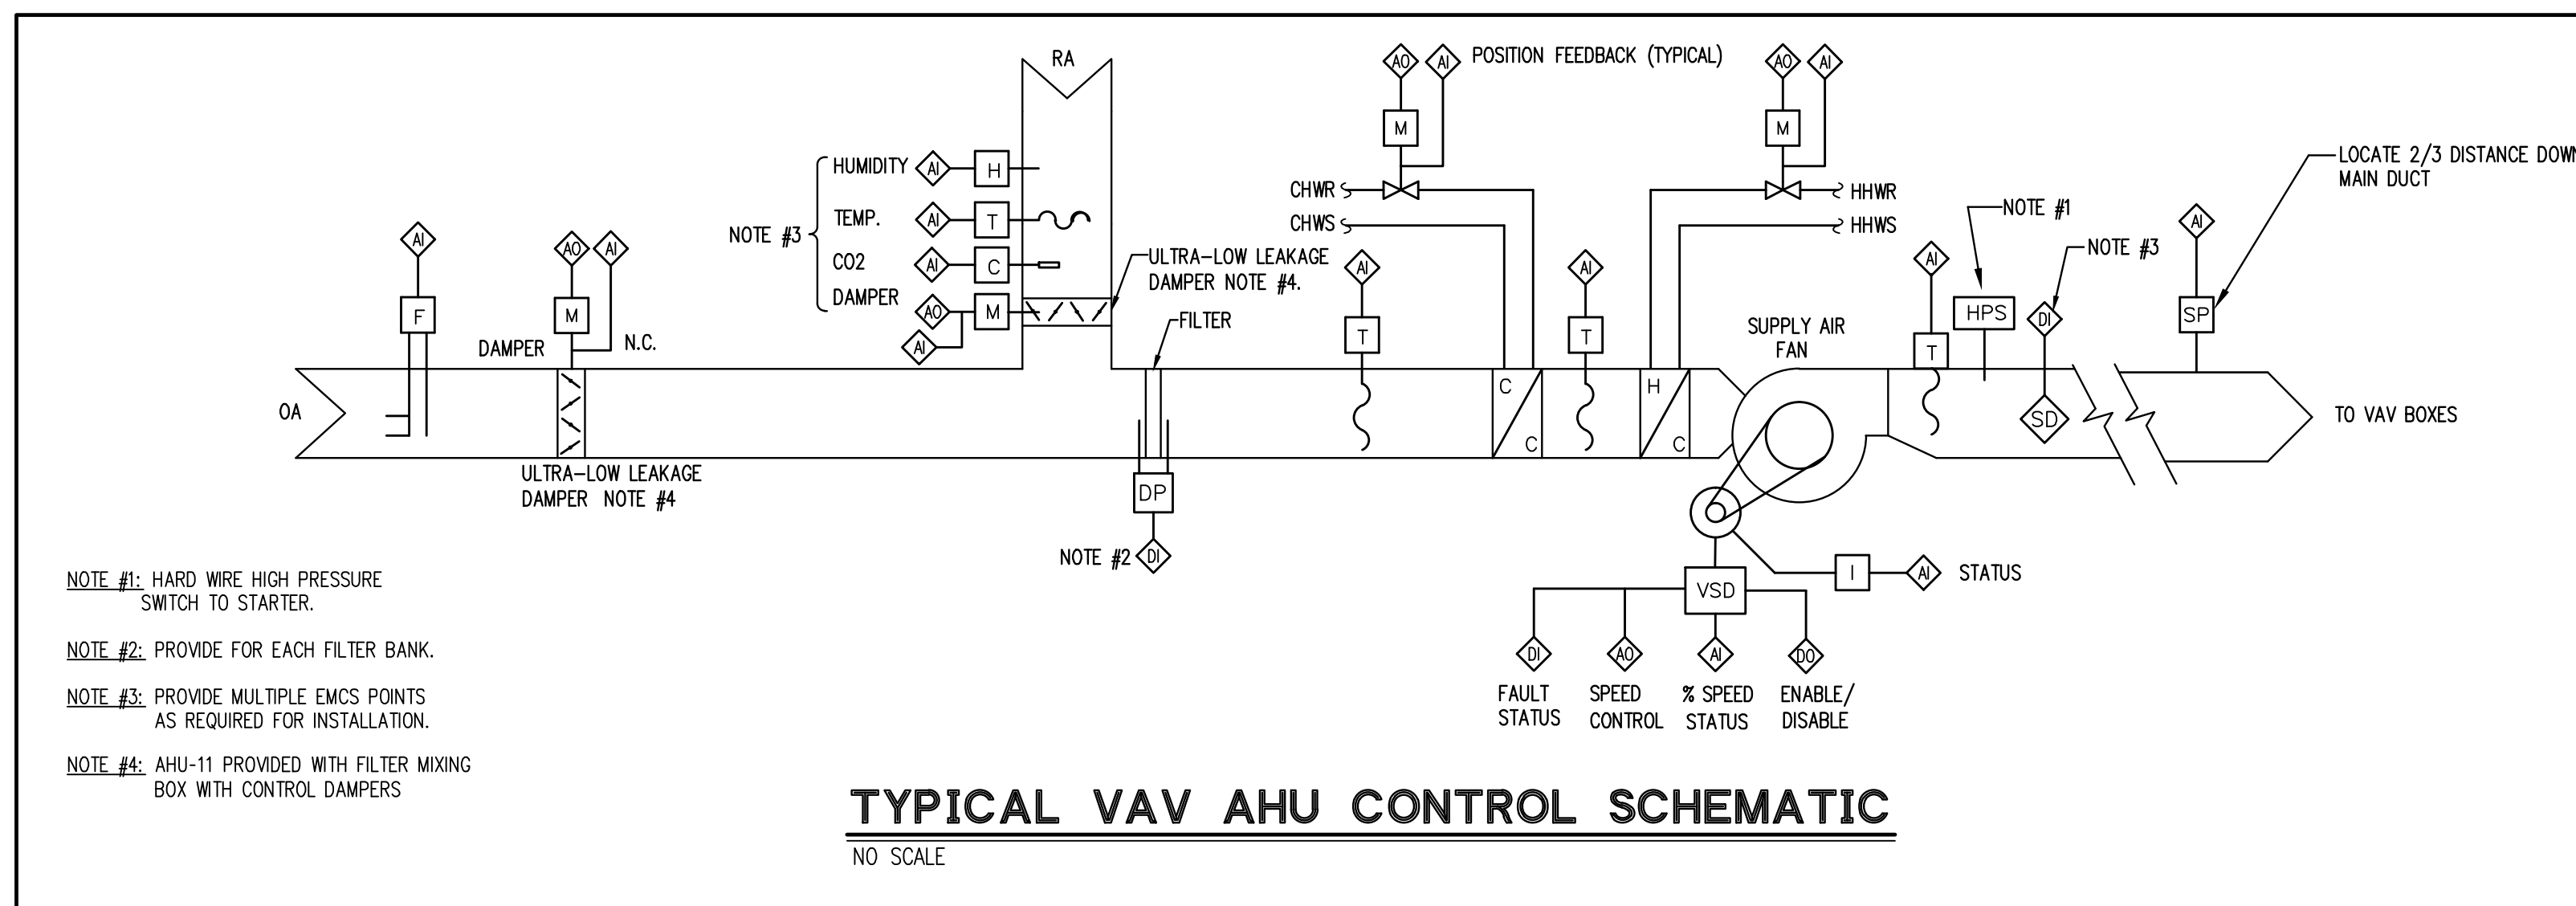 RA
AO
AI
POSITION FEEDBACK (TYPICAL)
AO
AI
M
M
LOCATE 2/3 DISTANCE DOWN
MAIN DUCT
HUMIDITY
AI
H
CHWR
HHWR
NOTE #1
TEMP.
AI
T
CHWS
HHWS
AI
NOTE #3
AI
AO
AI
NOTE #3
CO2
AI
C
ULTRA-LOW LEAKAGE
DAMPER NOTE #4.
AI
AI
AI
DAMPER
AO
M
F
M
HPS
DI
SP
FILTER
T
T
SUPPLY AIR
FAN
DAMPER
N.C.
AI
T
OA
C
C
H
C
SD
TO VAV BOXES
ULTRA-LOW LEAKAGE
DAMPER NOTE #4
DP
NOTE #2
DI
I
AI
STATUS
VSD
DI
AO
AI
DO
FAULT
STATUS
SPEED
CONTROL
% SPEED
STATUS
ENABLE/
DISABLE
NOTE #1: HARD WIRE HIGH PRESSURE
SWITCH TO STARTER.
NOTE #2: PROVIDE FOR EACH FILTER BANK.
NOTE #3: PROVIDE MULTIPLE EMCS POINTS
AS REQUIRED FOR INSTALLATION.
NOTE #4: AHU-11 PROVIDED WITH FILTER MIXING
BOX WITH CONTROL DAMPERS
TYPICAL VAV AHU CONTROL SCHEMATIC
NO SCALE